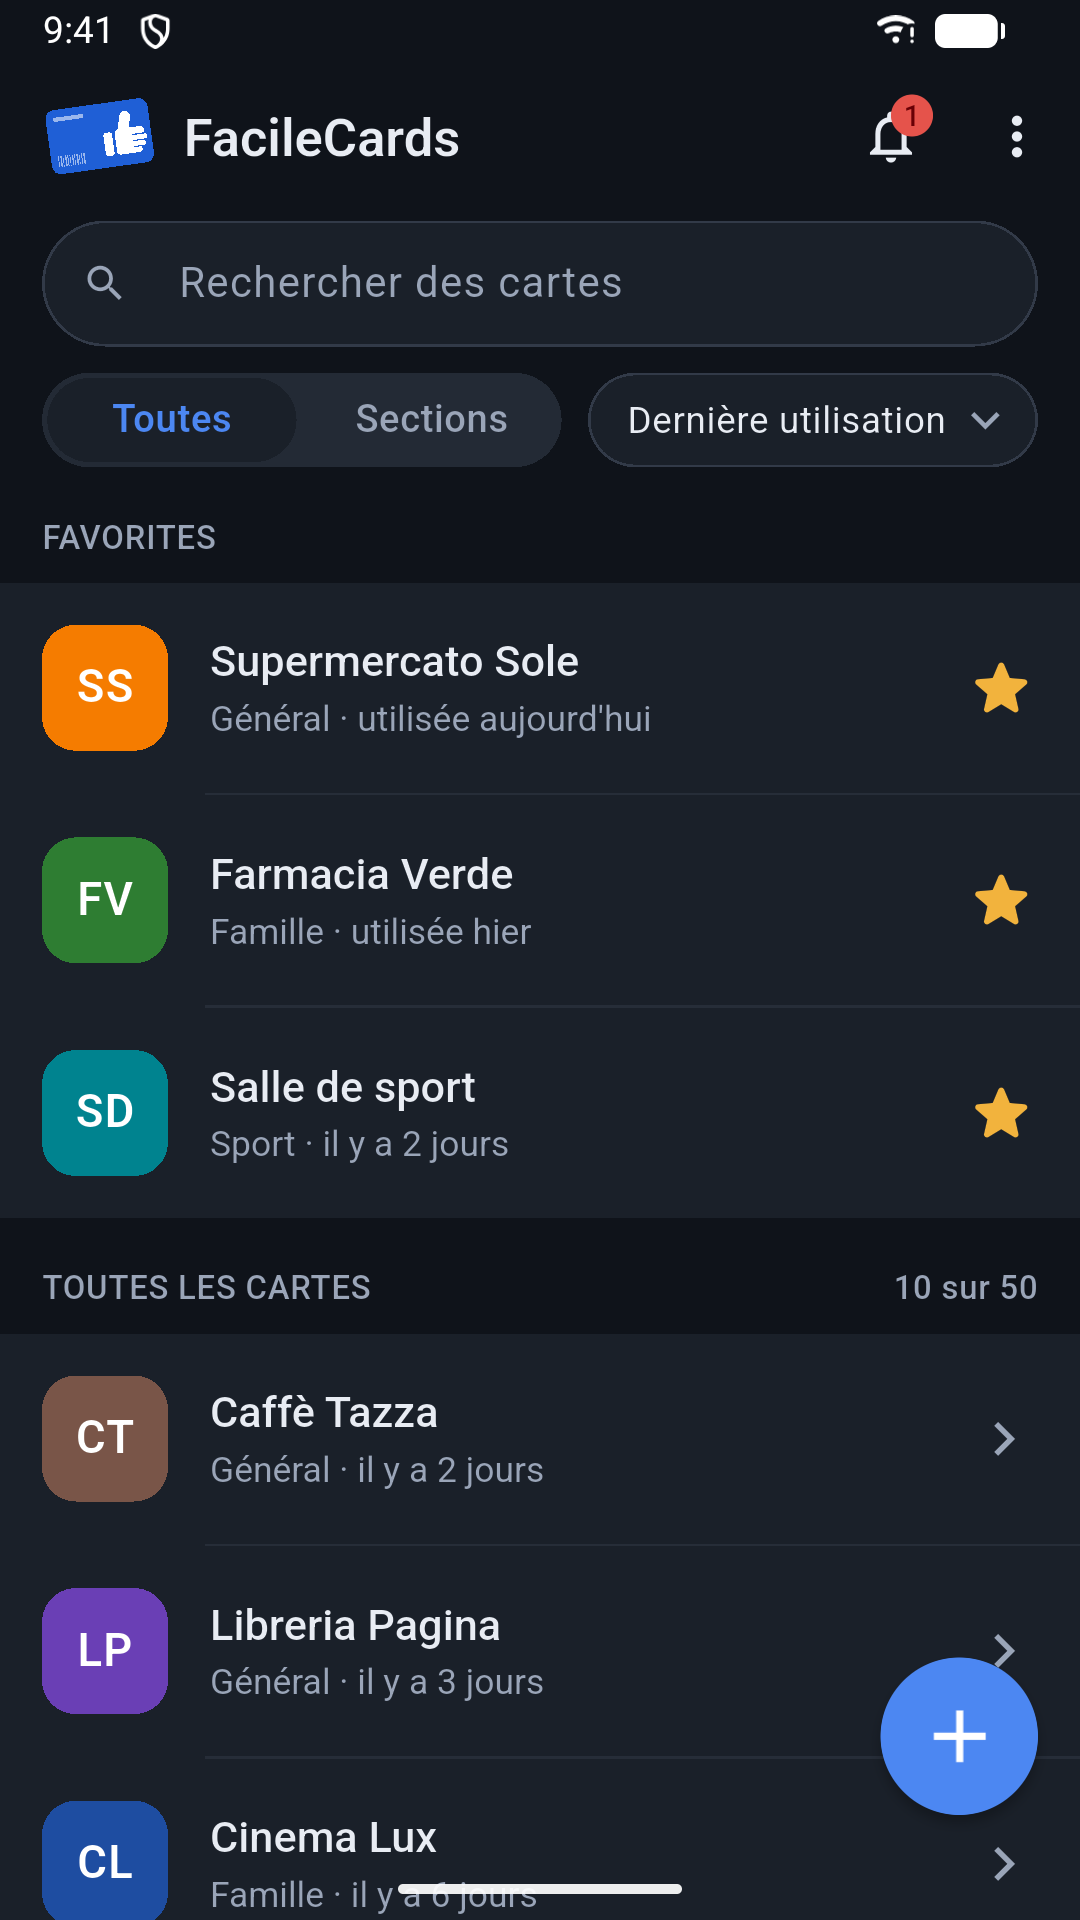 9:41
FacileCards
1
Rechercher des cartes
Toutes
Sections
Dernière utilisation
FAVORITES
SS
Supermercato Sole
Général · utilisée aujourd'hui
FV
Farmacia Verde
Famille · utilisée hier
SD
Salle de sport
Sport · il y a 2 jours
TOUTES LES CARTES
10 sur 50
CT
Caffè Tazza
Général · il y a 2 jours
LP
Libreria Pagina
Général · il y a 3 jours
CL
Cinema Lux
Famille · il y a 6 jours